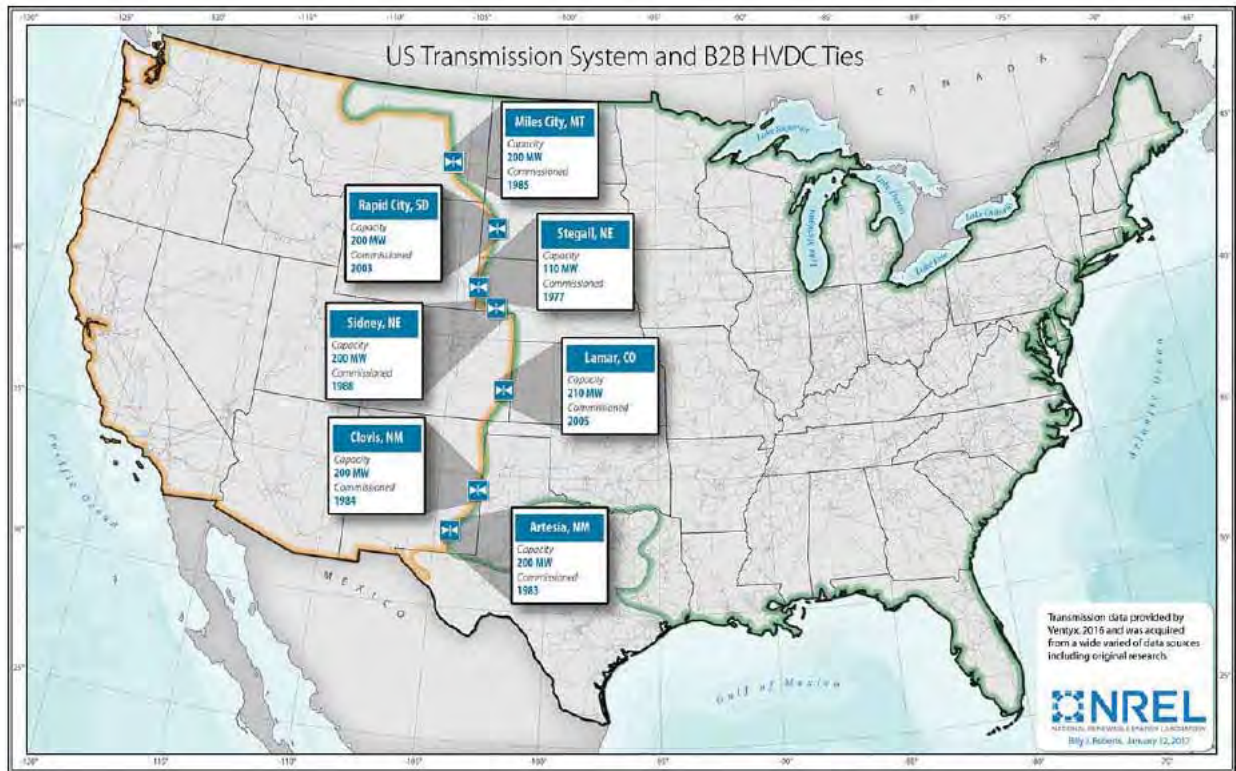 US Transmission System and B2B HVDC Ties
CANADA
Lake Superior
Lake Michigan
Lake Huron
Lake Ontario
Lake Erie
Miles City, MT
Capacity
200 MW
Commissioned
1985
Rapid City, SD
Capacity
200 MW
Commissioned
2003
Stegall, NE
Capacity
110 MW
Commissioned
1977
Sidney, NE
Capacity
200 MW
Commissioned
1988
Lamar, CO
Capacity
210 MW
Commissioned
2005
Clovis, NM
Capacity
200 MW
Commissioned
1984
Artesia, NM
Capacity
200 MW
Commissioned
1983
Pacific Ocean
Atlantic Ocean
MEXICO
Gulf of Mexico
Transmission data provided by
Ventyx, 2016 and was acquired
from a wide varied of data sources
including original research
NREL
NATIONAL RENEWABLE ENERGY LABORATORY
Billy J. Roberts, January 12, 2017